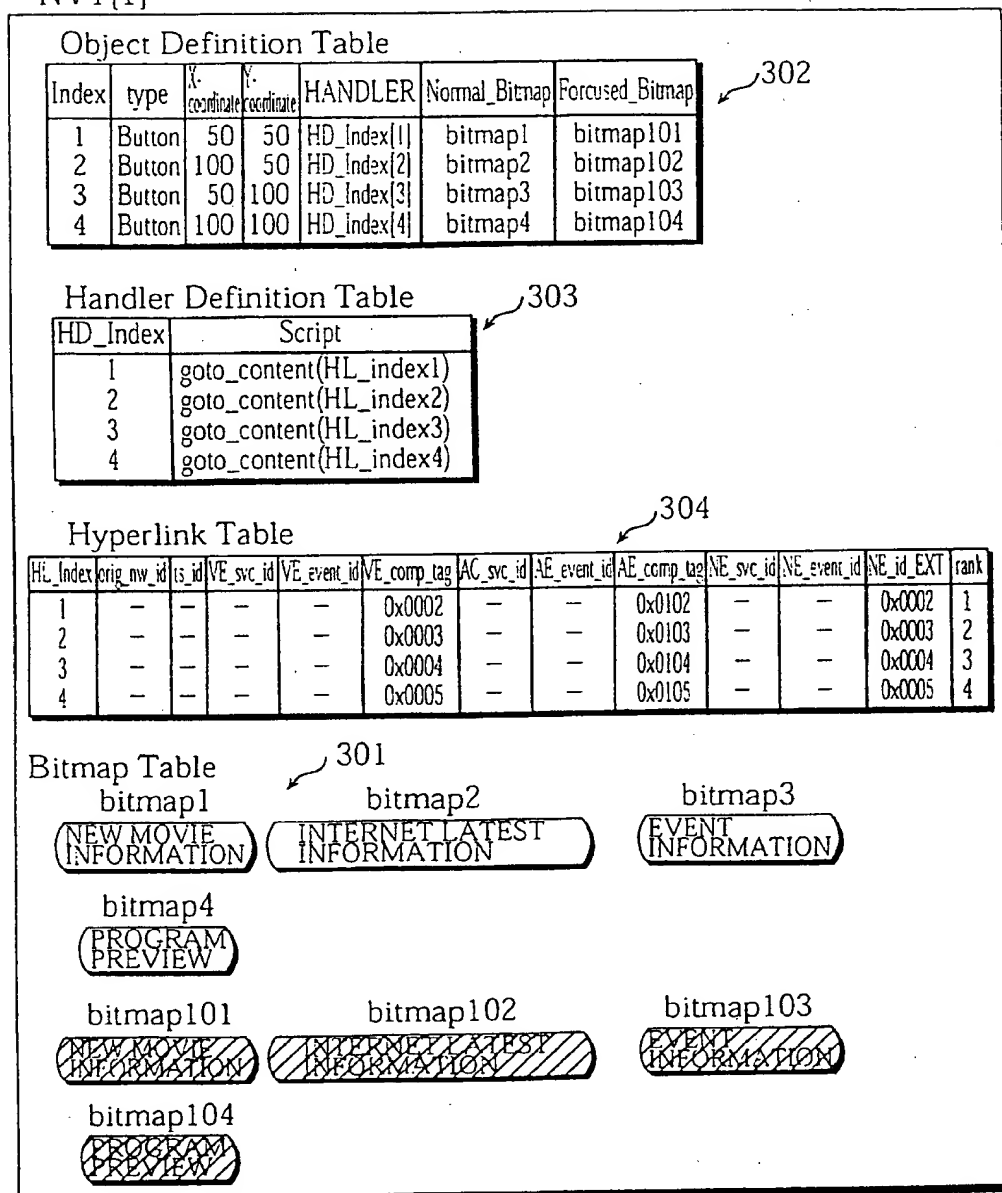 NVT[1]
Object Definition Table
302
Index type X-coordinate Y-coordinate HANDLER Normal_Bitmap Forcused_Bitmap
1 Button 50 50 HD_Index[1] bitmap1 bitmap101
2 Button 100 50 HD_Index[2] bitmap2 bitmap102
3 Button 50 100 HD_Index[3] bitmap3 bitmap103
4 Button 100 100 HD_Index[4] bitmap4 bitmap104
Handler Definition Table
303
HD_Index Script
1 goto_content(HL_index1)
2 goto_content(HL_index2)
3 goto_content(HL_index3)
4 goto_content(HL_index4)
Hyperlink Table
304
HL_Index orig_nw_id ts_id VE_svc_id VE_event_id VE_comp_tag AC_svc_id AE_event_id AE_comp_tag NE_svc_id NE_event_id NE_id_EXT rank
1 — — — — 0x0002 — — 0x0102 — — 0x0002 1
2 — — — — 0x0003 — — 0x0103 — — 0x0003 2
3 — — — — 0x0004 — — 0x0104 — — 0x0004 3
4 — — — — 0x0005 — — 0x0105 — — 0x0005 4
Bitmap Table
301
bitmap1 bitmap2 bitmap3
NEW MOVIE INTERNET LATEST EVENT
INFORMATION INFORMATION INFORMATION
bitmap4
PROGRAM
PREVIEW
bitmap101 bitmap102 bitmap103
NEW MOVIE INTERNET LATEST EVENT
INFORMATION INFORMATION INFORMATION
bitmap104
PROGRAM
PREVIEW